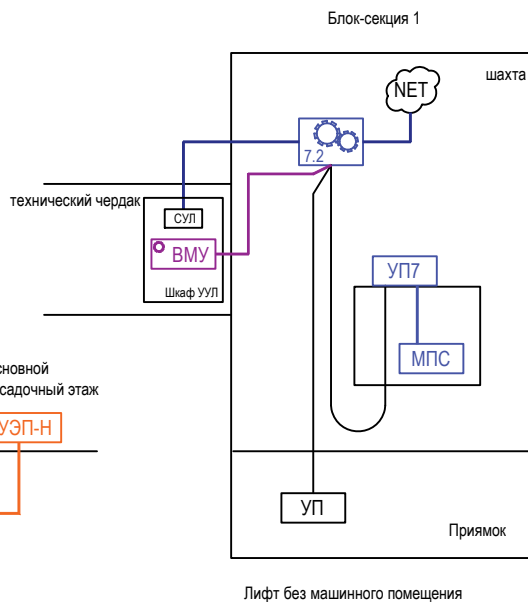 Блок-секция 1
шахта
NET
7.2
технический чердак
СУЛ
ВМУ
Шкаф УУЛ
УП7
МПС
сновной
садочный этаж
УЭП-Н
УП
Приямок
Лифт без машинного помещения